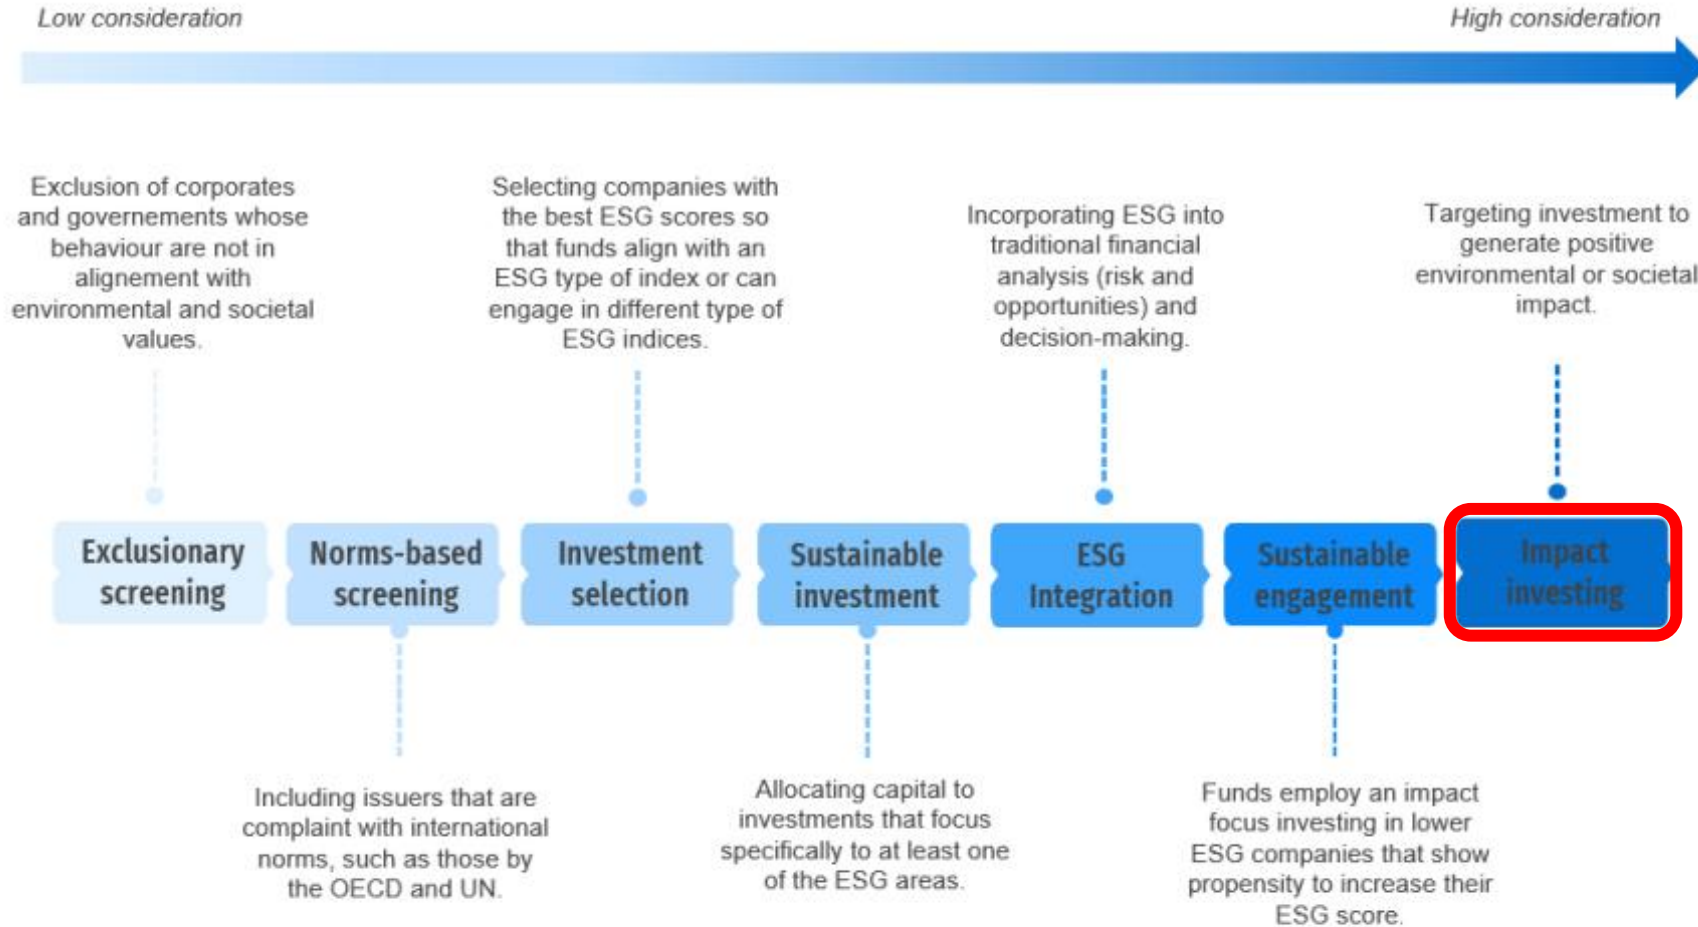 Low consideration
High consideration
Exclusion of corporates
and governements whose
behaviour are not in
alignement with
environmental and societal
values.
Selecting companies with
the best ESG scores so
that funds align with an
ESG type of index or can
engage in different type of
ESG indices.
Incorporating ESG into
traditional financial
analysis (risk and
opportunities) and
decision-making.
Targeting investment to
generate positive
environmental or societal
impact.
Exclusionary
screening
Norms-based
screening
Investment
selection
Sustainable
investment
ESG
Integration
Sustainable
engagement
Impact
investing
Including issuers that are
complaint with international
norms, such as those by
the OECD and UN.
Allocating capital to
investments that focus
specifically to at least one
of the ESG areas.
Funds employ an impact
focus investing in lower
ESG companies that show
propensity to increase their
ESG score.